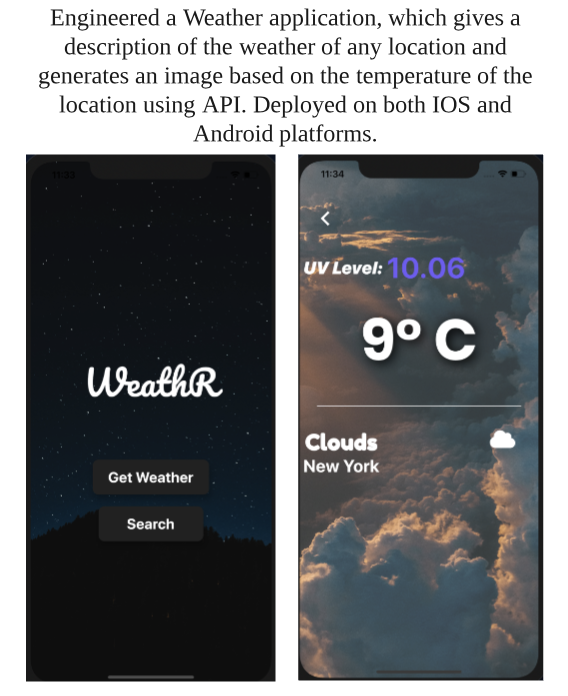 Engineered a Weather application, which gives a
description of the weather of any location and
generates an image based on the temperature of the
location using API. Deployed on both IOS and
Android platforms.
11:33
WeathR
Get Weather
Search
11:34
UV Level: 10.06
9º C
Clouds
New York